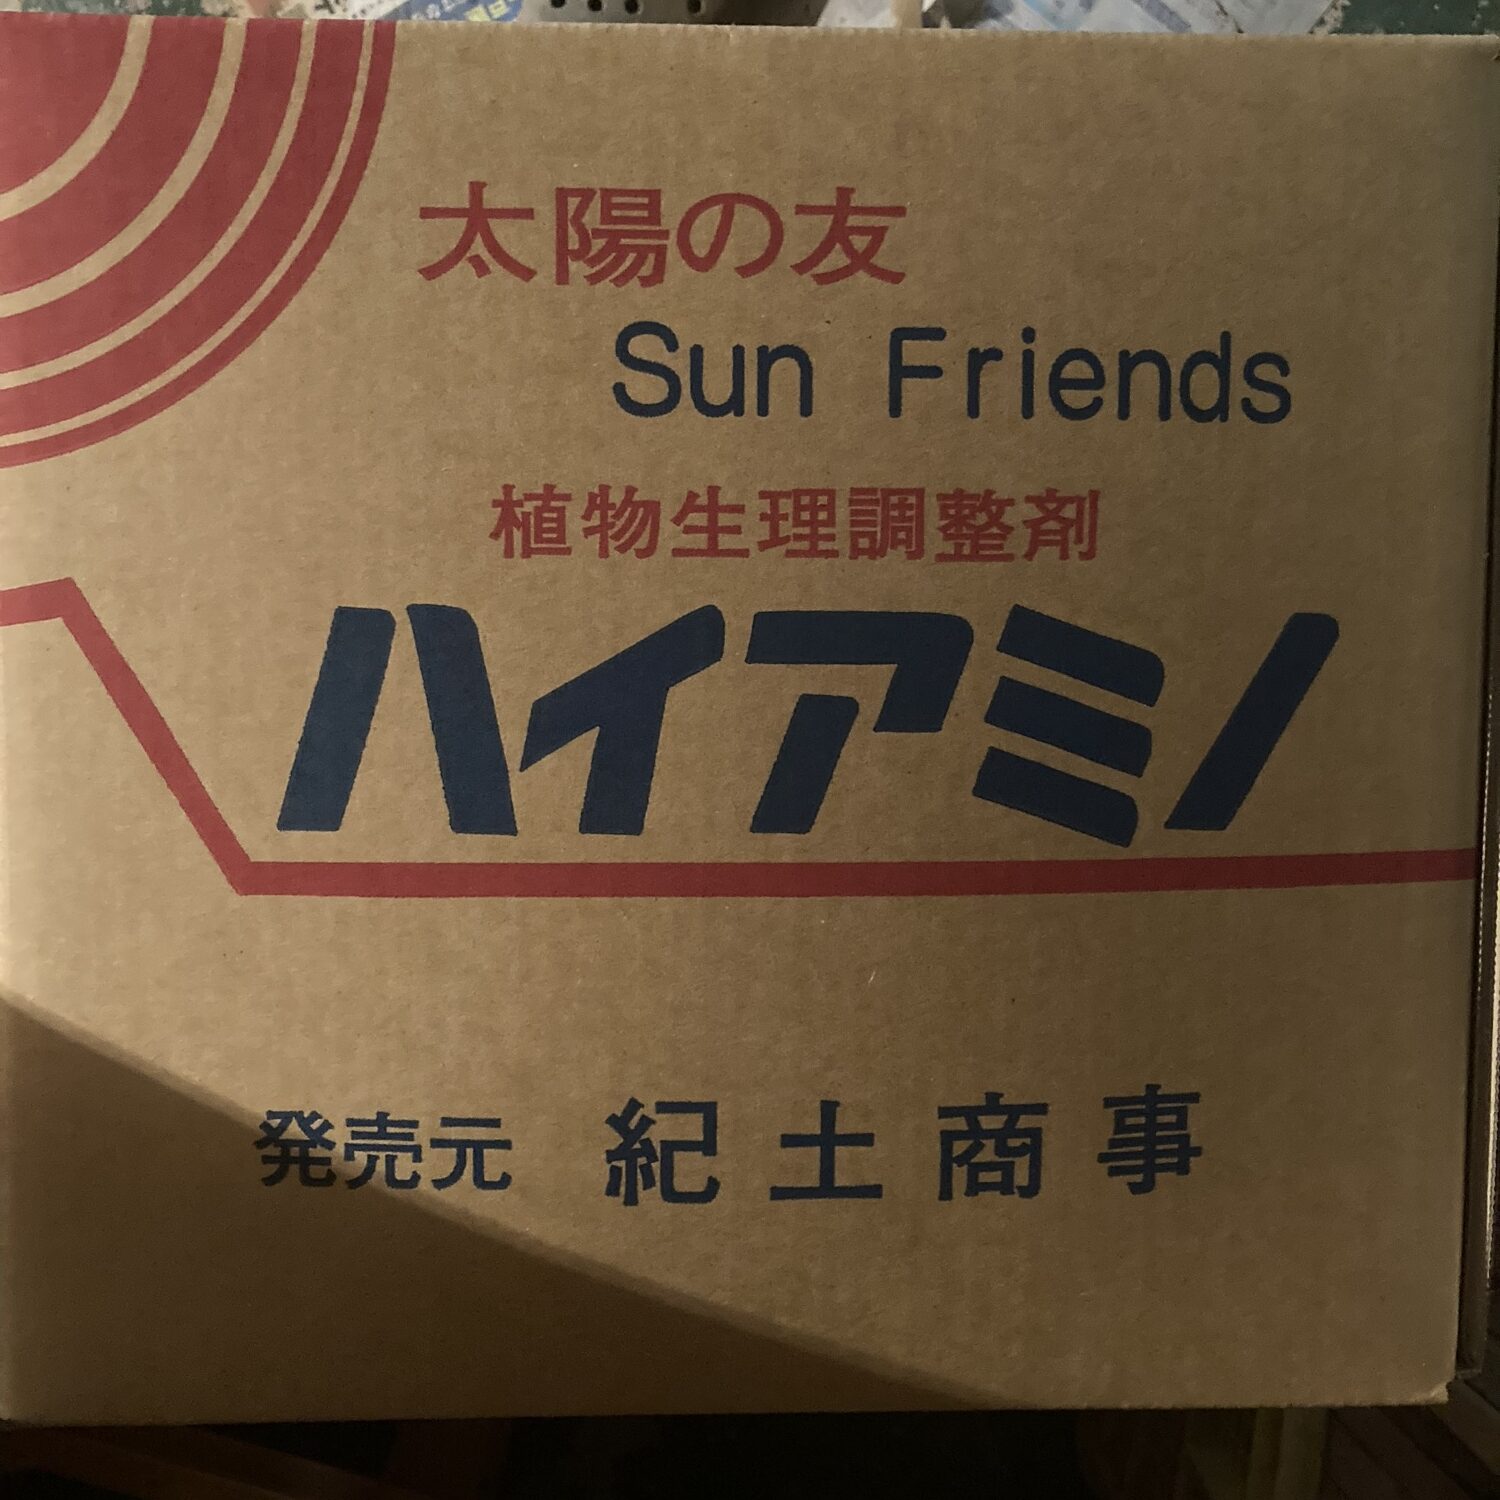 太陽の友
Sun Friends
植物生理調整剤
ハイアミノ
発売元 紀土商事